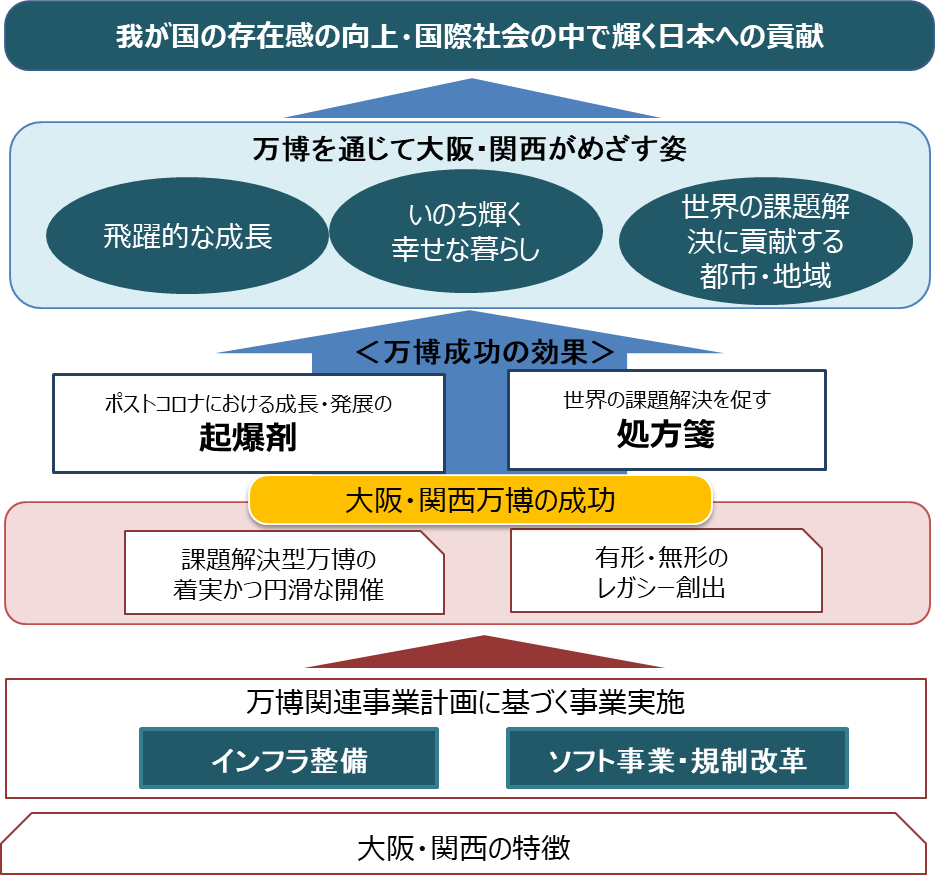 我が国の存在感の向上・国際社会の中で輝く日本への貢献
万博を通じて大阪・関西がめざす姿
飛躍的な成長
いのち輝く
幸せな暮らし
世界の課題解
決に貢献する
都市・地域
＜万博成功の効果＞
ポストコロナにおける成長・発展の
起爆剤
世界の課題解決を促す
処方箋
大阪・関西万博の成功
課題解決型万博の
着実かつ円滑な開催
有形・無形の
レガシー創出
万博関連事業計画に基づく事業実施
インフラ整備
ソフト事業・規制改革
大阪・関西の特徴